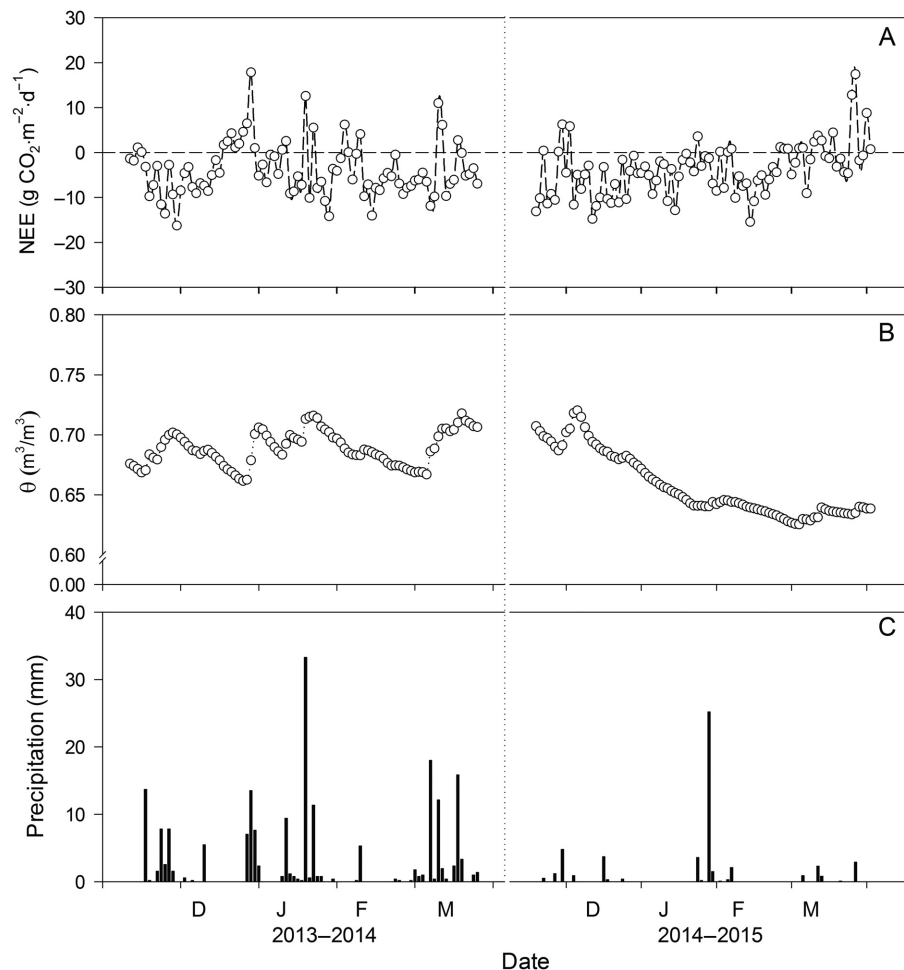 A
NEE (g CO₂·m⁻²·d⁻¹)
30
20
10
0
–10
–20
–30
B
θ (m³/m³)
0.80
0.75
0.70
0.65
0.60
0.00
C
Precipitation (mm)
40
30
20
10
0
D J F M D J F M
2013–2014 2014–2015
Date